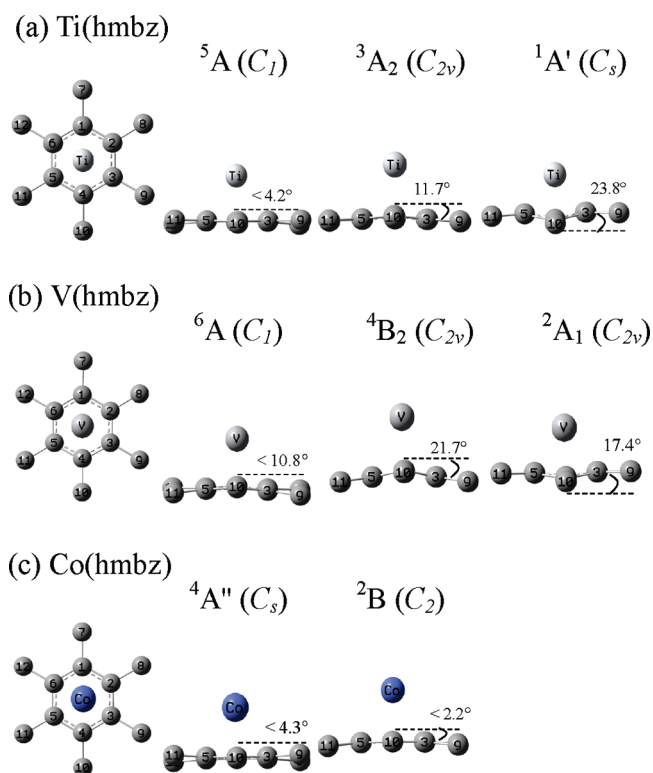 (a) Ti(hmbz)
⁵A (C₁) ³A₂ (C₂ᵥ) ¹A' (Cₛ)
7
12 1 8
6 2
Ti
5 3
11 4 9
10
Ti <4.2° Ti 11.7° Ti 23.8°
11 5 10 3 9 11 5 10 3 9 11 5 10 3 9
(b) V(hmbz)
⁶A (C₁) ⁴B₂ (C₂ᵥ) ²A₁ (C₂ᵥ)
7
12 1 8
6 2
V
5 3
11 4 9
10
V <10.8° V 21.7° V 17.4°
11 5 10 3 9 11 5 10 3 9 11 5 10 3 9
(c) Co(hmbz)
⁴A" (Cₛ) ²B (C₂)
7
12 1 8
6 2
Co
5 3
11 4 9
10
Co <4.3° Co <2.2°
11 5 10 3 9 11 5 10 3 9